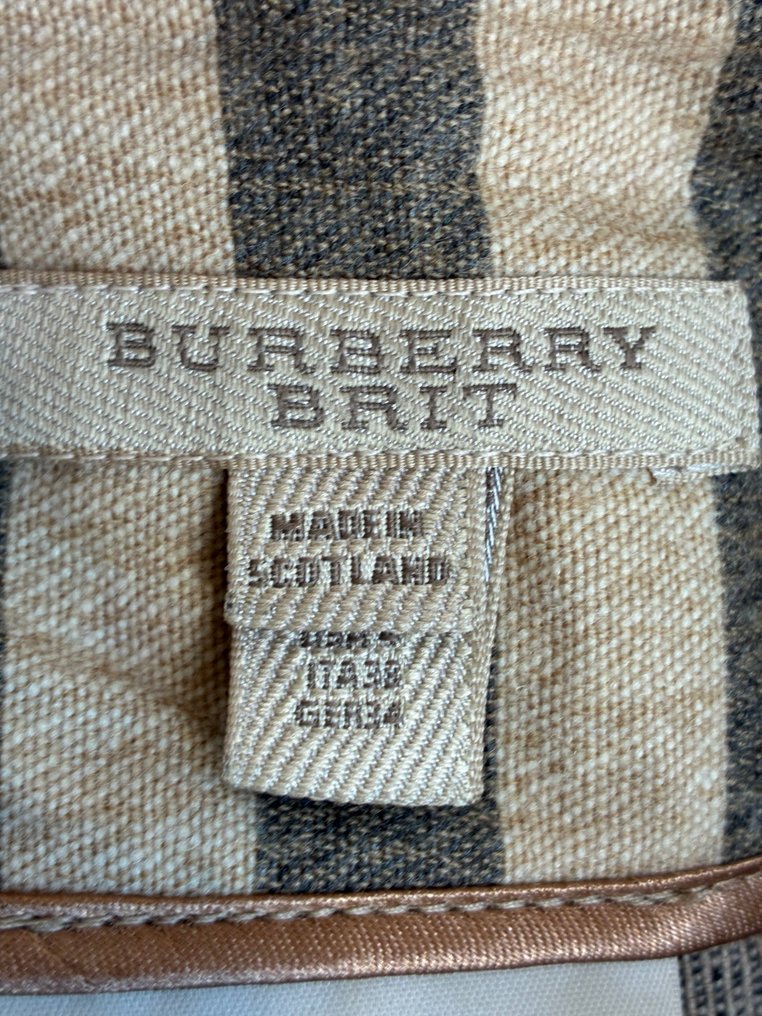 BURBERRY
BRIT
MADE IN
SCOTLAND
ITA38
GER34